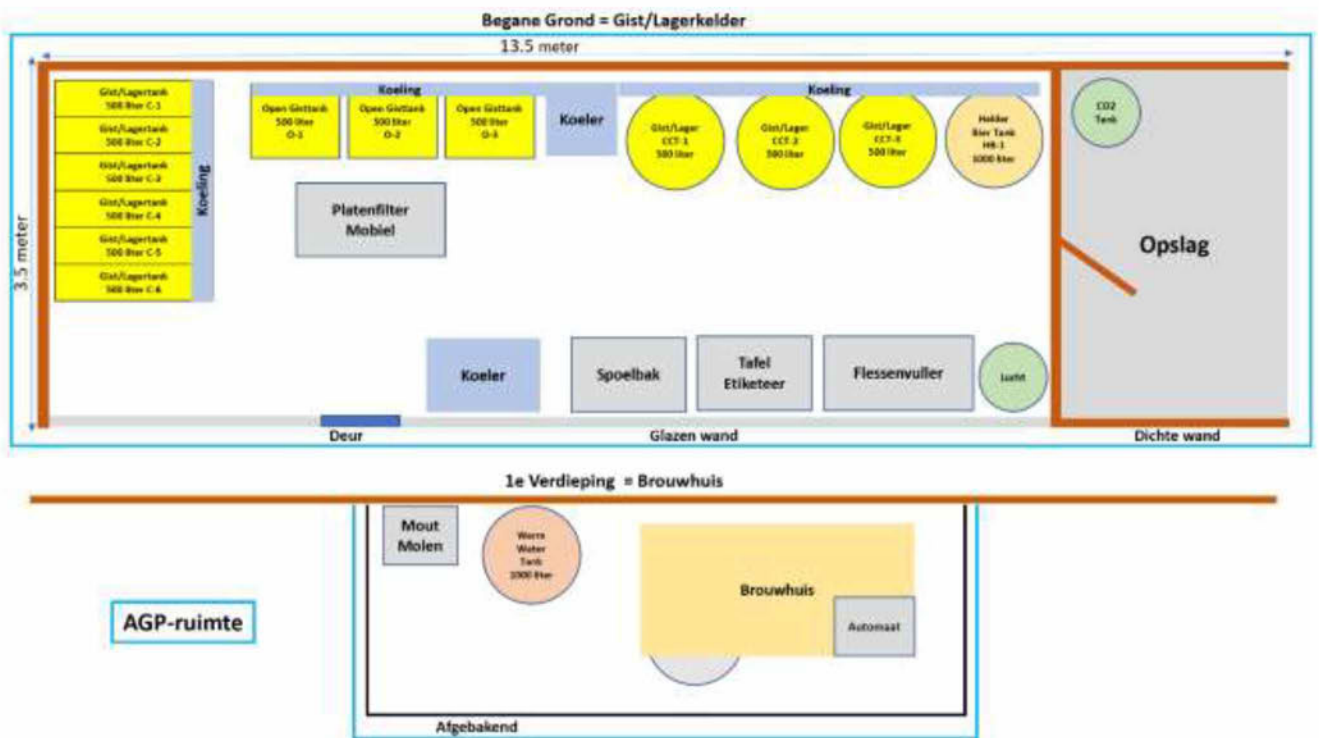 Begane Grond = Gist/Lagerkelder
13.5 meter
3.5 meter
Gist/Lagertank
500 liter C-1
Gist/Lagertank
500 liter C-2
Gist/Lagertank
500 liter C-3
Gist/Lagertank
500 liter C-4
Gist/Lagertank
500 liter C-5
Gist/Lagertank
500 liter C-6
Koeling
Koeling
Open Gisttank
500 liter
O-1
Open Gisttank
500 liter
O-2
Open Gisttank
500 liter
O-3
Koeler
Koeling
Gist/Lager
CCT-1
500 liter
Gist/Lager
CCT-2
500 liter
Gist/Lager
CCT-3
500 liter
Helder
Bier Tank
HB-1
1000 liter
CO2
Tank
Platenfilter
Mobiel
Opslag
Koeler
Spoelbak
Tafel
Etiketeer
Flessenvuller
Lucht
Deur
Glazen wand
Dichte wand
1e Verdieping = Brouwhuis
Mout
Molen
Warm
Water
Tank
1000 liter
Brouwhuis
Automaat
AGP-ruimte
Afgebakend